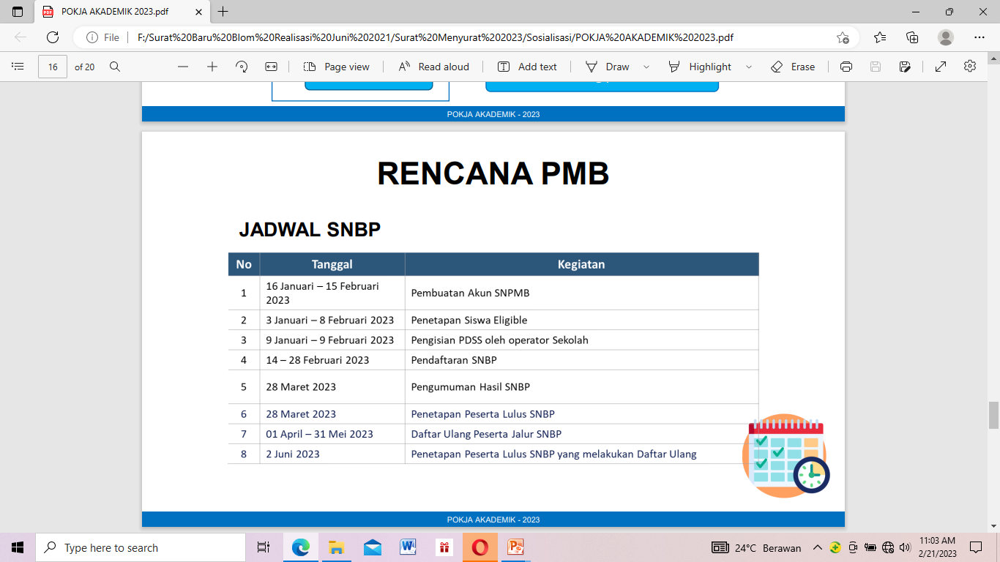 POKJA AKADEMIK 2023.pdf
File
F:/Surat%20Baru%20Blom%20Realisasi%20Juni%202021/Surat%20Menyurat%202023/Sosialisasi/POKJA%20AKADEMIK%202023.pdf
16 of 20
Page view
Read aloud
Add text
Draw
Highlight
Erase
POKJA AKADEMIK - 2023
RENCANA PMB
JADWAL SNBP
No Tanggal Kegiatan
1 16 Januari – 15 Februari 2023 Pembuatan Akun SNPMB
2 3 Januari – 8 Februari 2023 Penetapan Siswa Eligible
3 9 Januari – 9 Februari 2023 Pengisian PDSS oleh operator Sekolah
4 14 – 28 Februari 2023 Pendaftaran SNBP
5 28 Maret 2023 Pengumuman Hasil SNBP
6 28 Maret 2023 Penetapan Peserta Lulus SNBP
7 01 April – 31 Mei 2023 Daftar Ulang Peserta Jalur SNBP
8 2 Juni 2023 Penetapan Peserta Lulus SNBP yang melakukan Daftar Ulang
POKJA AKADEMIK - 2023
Type here to search
24°C Berawan
11:03 AM
2/21/2023